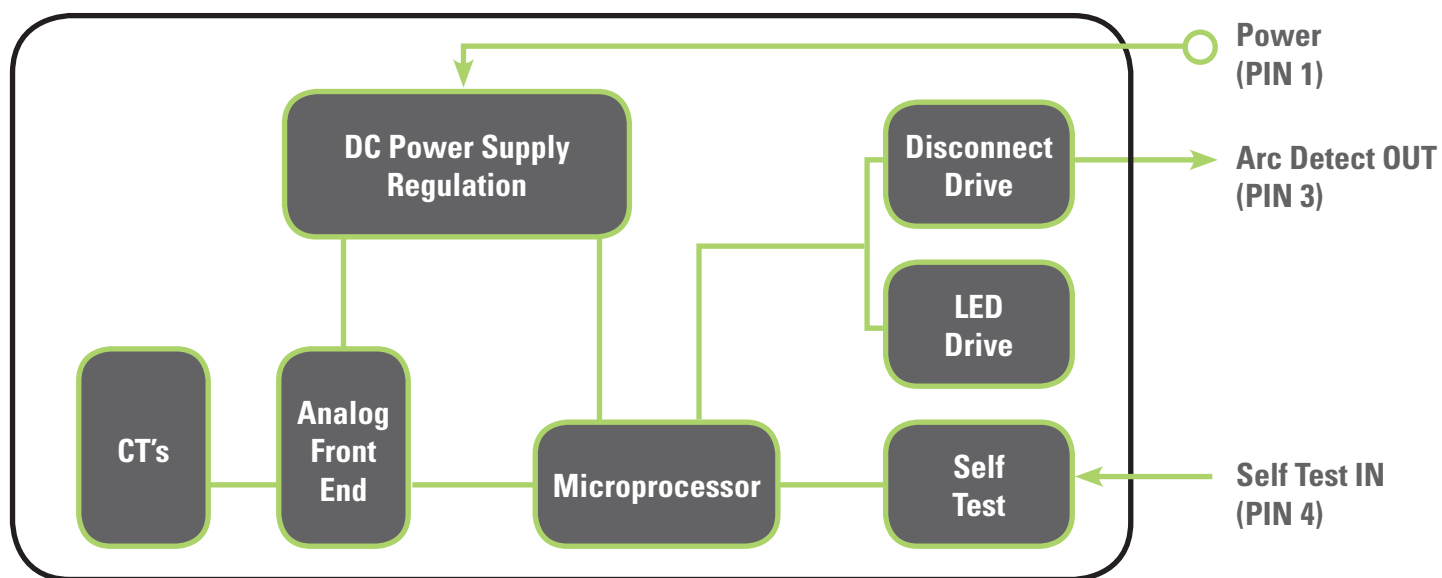 Power
(PIN 1)
DC Power Supply
Regulation
Disconnect
Drive
Arc Detect OUT
(PIN 3)
LED
Drive
CT's
Analog
Front
End
Microprocessor
Self
Test
Self Test IN
(PIN 4)